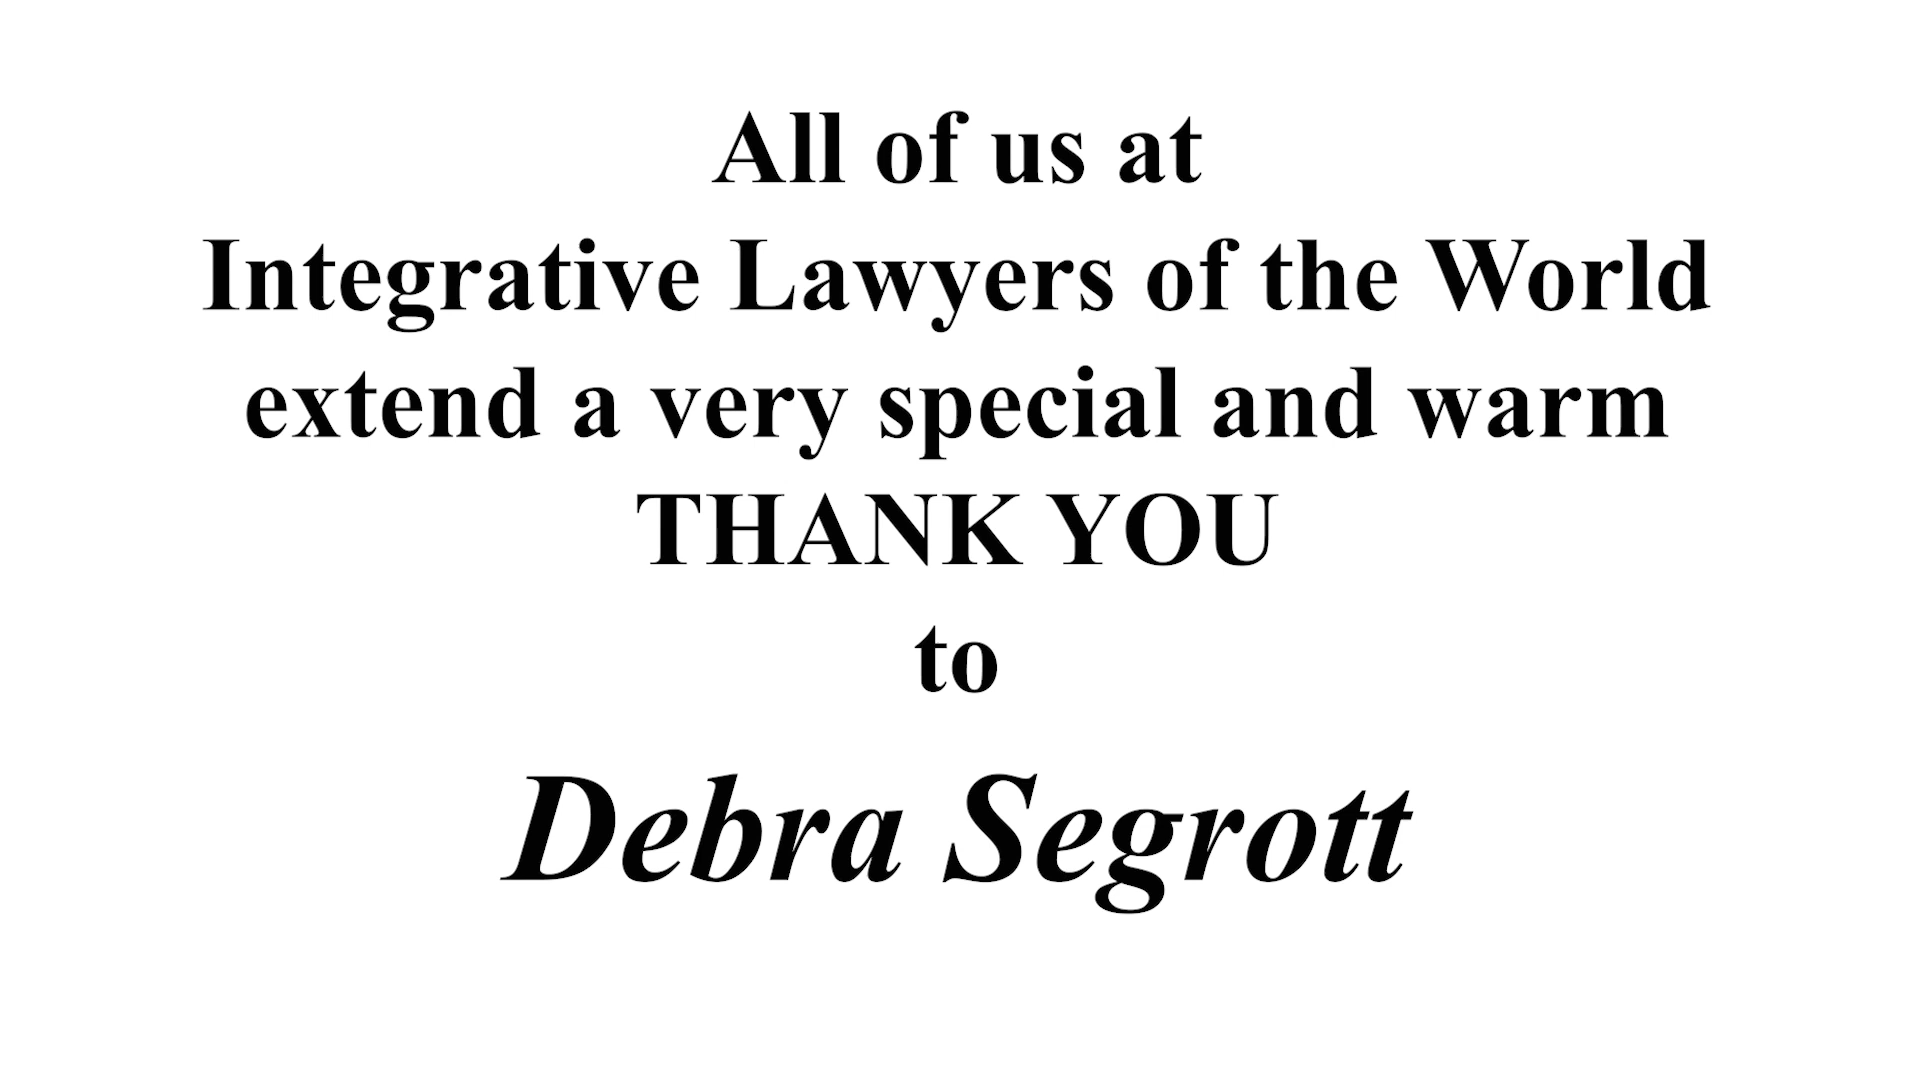 All of us at
Integrative Lawyers of the World
extend a very special and warm
THANK YOU
to
Debra Segrott